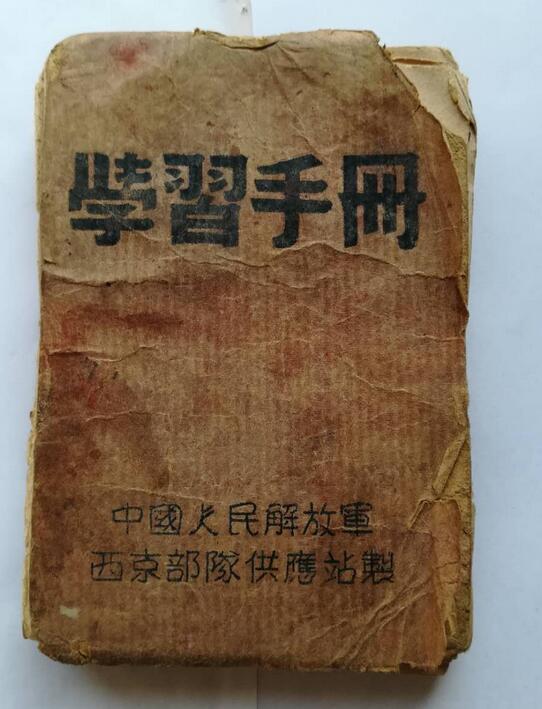 學習手冊
中國人民解放軍
西京部隊供應站製